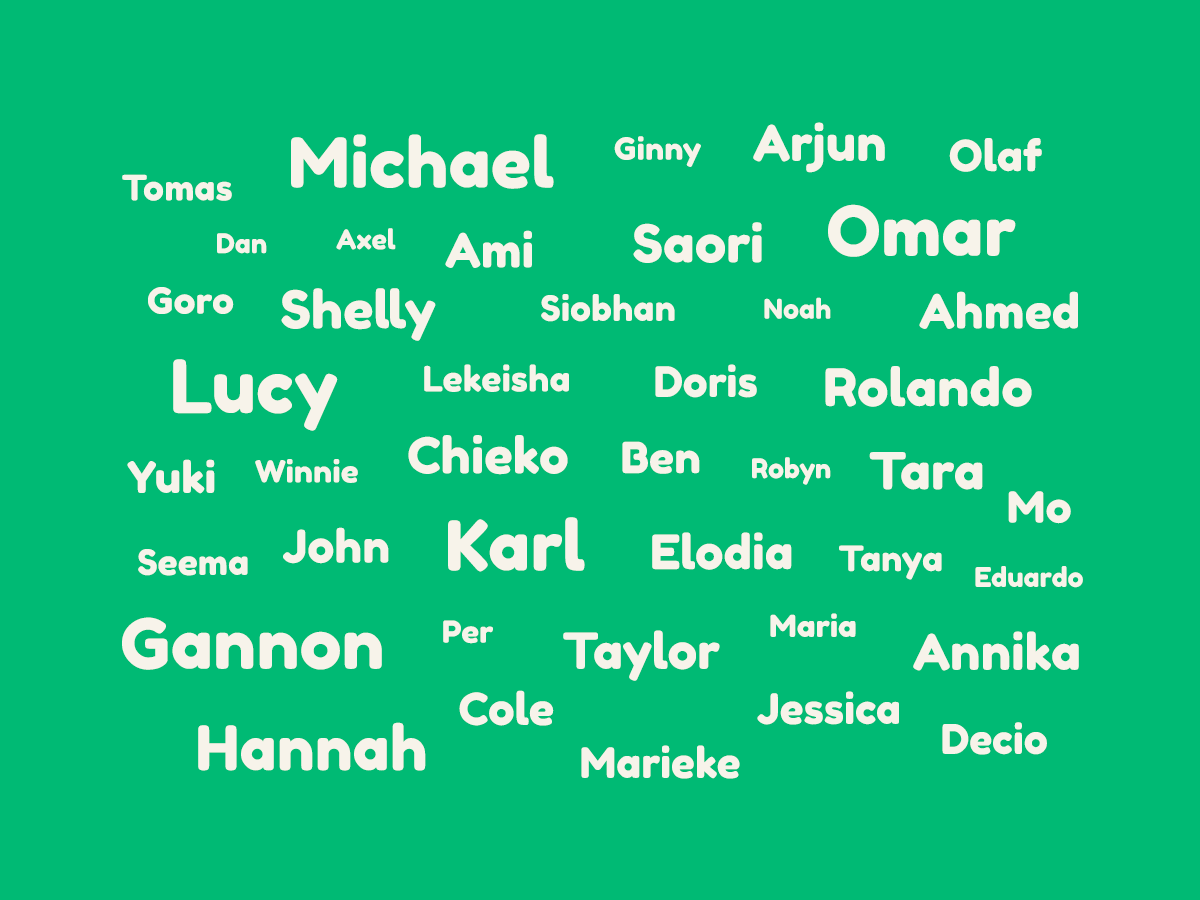 Tomas Michael Ginny Arjun Olaf
Dan Axel Ami Saori Omar
Goro Shelly Siobhan Noah Ahmed
Lucy Lekeisha Doris Rolando
Yuki Winnie Chieko Ben Robyn Tara
Mo
Seema John Karl Elodia Tanya Eduardo
Gannon Per Taylor Maria Annika
Hannah Cole Marieke Jessica Decio